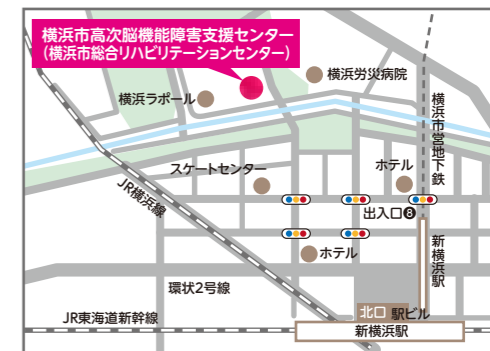 横浜市高次脳機能障害支援センター
(横浜市総合リハビリテーションセンター)
横浜労災病院
横浜ラポール
横浜市営地下鉄
スケートセンター
ホテル
JR横浜線
出入口❽
新横浜駅
ホテル
環状2号線
北口 駅ビル
JR東海道新幹線
新横浜駅